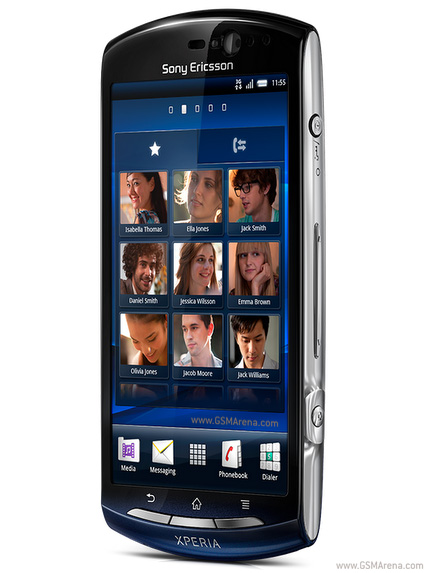 Sony Ericsson
3G
11:55
Isabella Thomas
Ella Jones
Jack Smith
Daniel Smith
Jessica Wilsson
Emma Brown
Olivia Jones
Jacob Moore
Jack Williams
www.GSMArena.com
Media
Messaging
Phonebook
Dialer
XPERIA
www.GSMArena.com